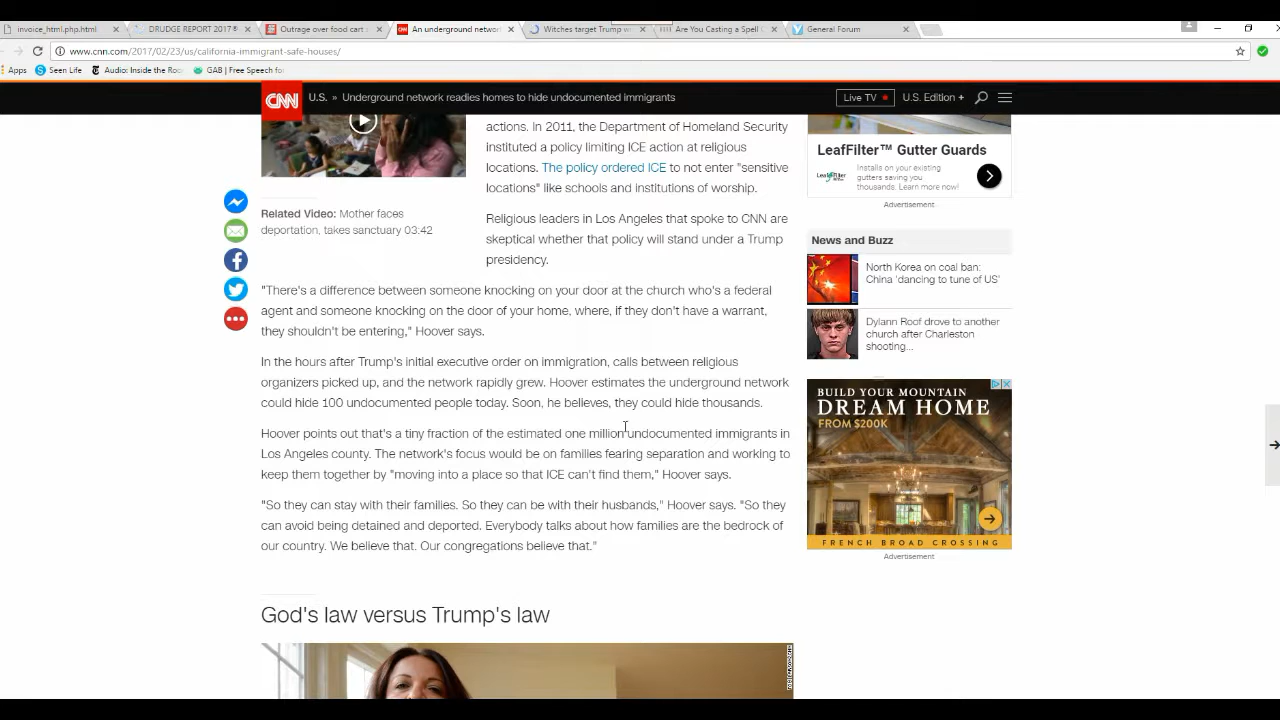 invoice_html.php.html
DRUDGE REPORT 2017®
Outrage over food cart s
An underground networ
Witches target Trump w
Are You Casting a Spell
General Forum
www.cnn.com/2017/02/23/us/california-immigrant-safe-houses/
Apps
Seen Life
Audio: Inside the Roc
GAB | Free Speech for
CNN
U.S. » Underground network readies homes to hide undocumented immigrants
Live TV
U.S. Edition +
actions. In 2011, the Department of Homeland Security
instituted a policy limiting ICE action at religious
locations. The policy ordered ICE to not enter "sensitive
locations" like schools and institutions of worship.
Related Video: Mother faces
deportation, takes sanctuary 03:42
Religious leaders in Los Angeles that spoke to CNN are
skeptical whether that policy will stand under a Trump
presidency.
"There's a difference between someone knocking on your door at the church who's a federal
agent and someone knocking on the door of your home, where, if they don't have a warrant,
they shouldn't be entering," Hoover says.
In the hours after Trump's initial executive order on immigration, calls between religious
organizers picked up, and the network rapidly grew. Hoover estimates the underground network
could hide 100 undocumented people today. Soon, he believes, they could hide thousands.
Hoover points out that's a tiny fraction of the estimated one million undocumented immigrants in
Los Angeles county. The network's focus would be on families fearing separation and working to
keep them together by "moving into a place so that ICE can't find them," Hoover says.
"So they can stay with their families. So they can be with their husbands," Hoover says. "So they
can avoid being detained and deported. Everybody talks about how families are the bedrock of
our country. We believe that. Our congregations believe that."
God's law versus Trump's law
LeafFilter™ Gutter Guards
LeafFilter
Installs on your existing
gutters saving you
thousands. Learn more now!
Advertisement
News and Buzz
North Korea on coal ban:
China 'dancing to tune of US'
Dylann Roof drove to another
church after Charleston
shooting...
BUILD YOUR MOUNTAIN
DREAM HOME
FROM $200K
FRENCH BROAD CROSSING
Advertisement